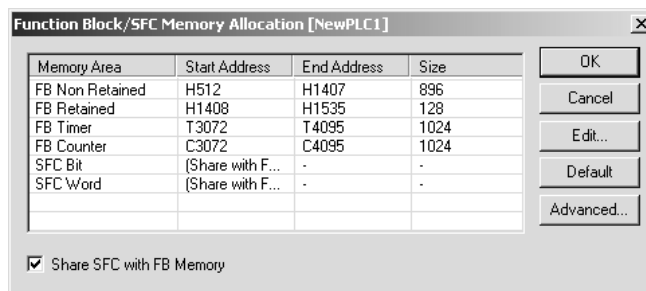 Function Block/SFC Memory Allocation [NewPLC1]
Memory Area Start Address End Address Size
FB Non Retained H512 H1407 896
FB Retained H1408 H1535 128
FB Timer T3072 T4095 1024
FB Counter C3072 C4095 1024
SFC Bit (Share with F... - -
SFC Word (Share with F... - -
OK
Cancel
Edit...
Default
Advanced...
Share SFC with FB Memory